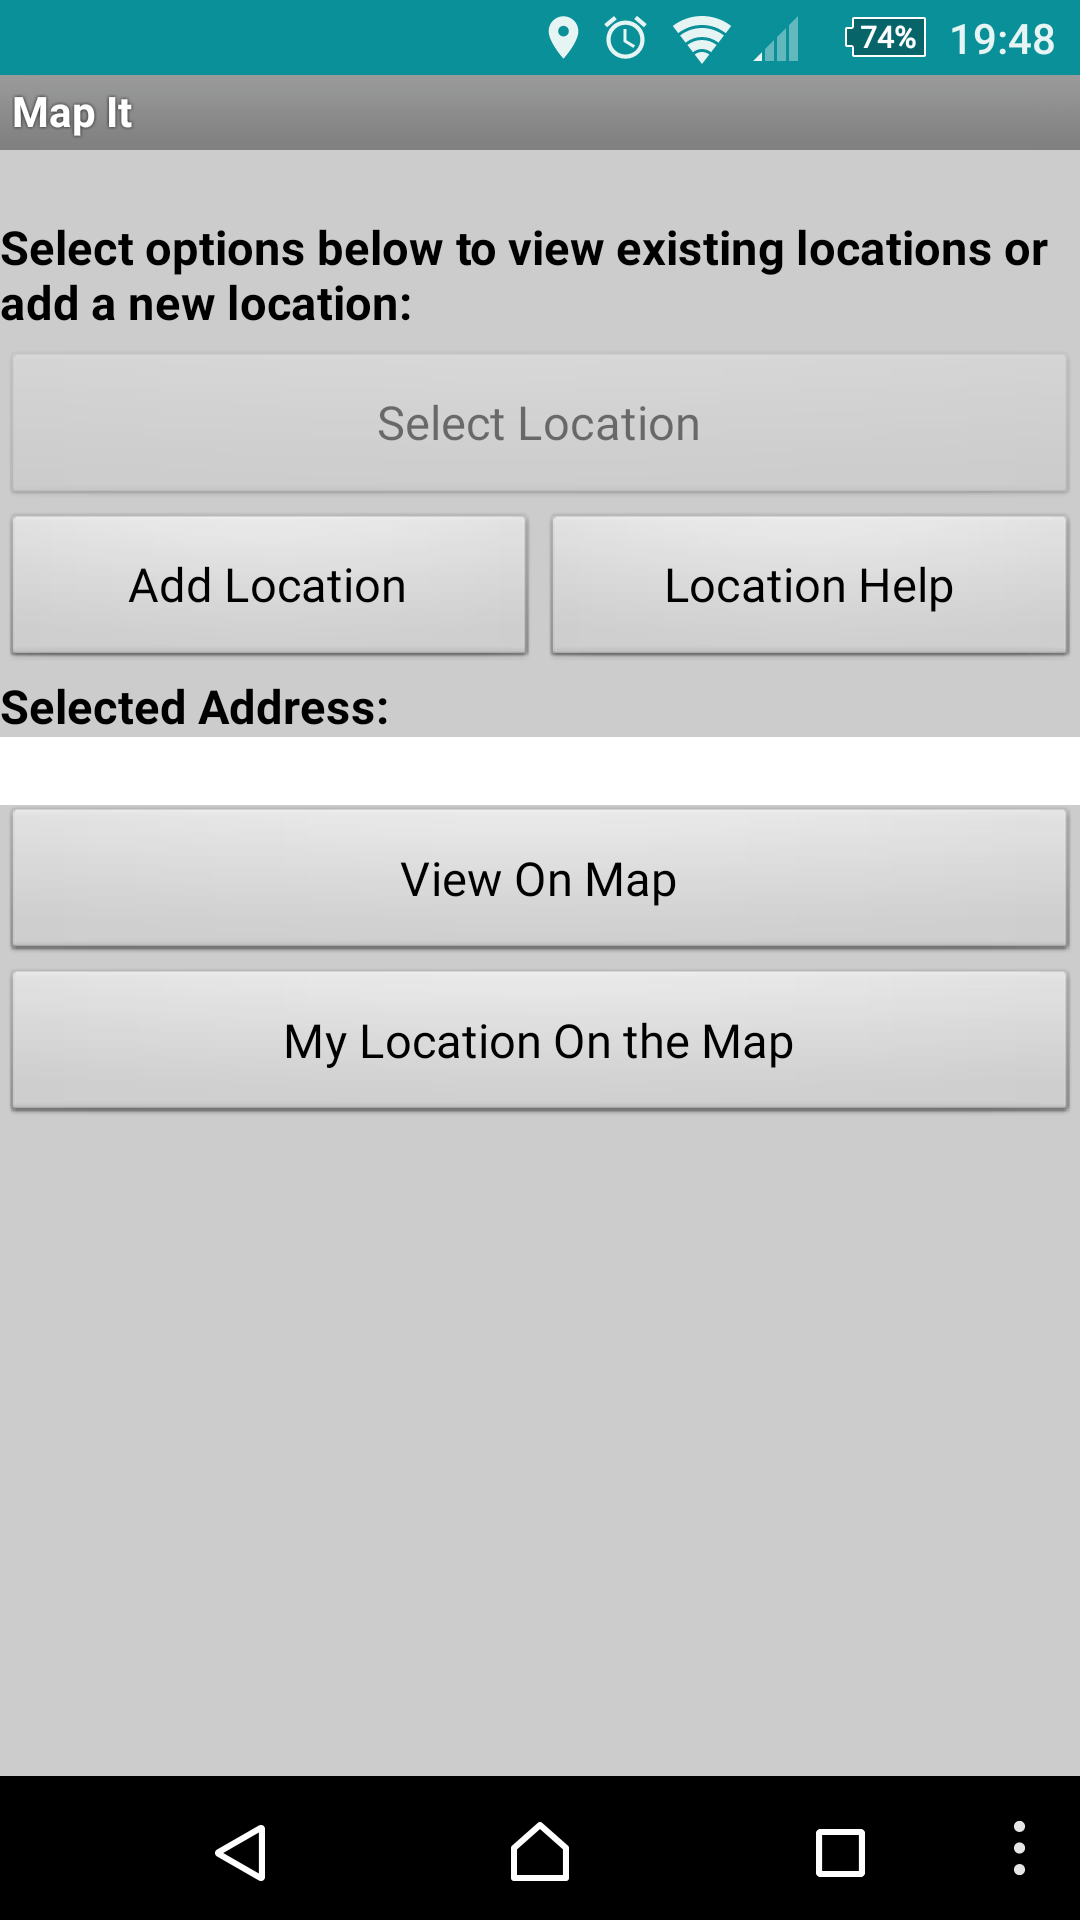 74% 19:48
Map It
Select options below to view existing locations or
add a new location:
Select Location
Add Location Location Help
Selected Address:
View On Map
My Location On the Map